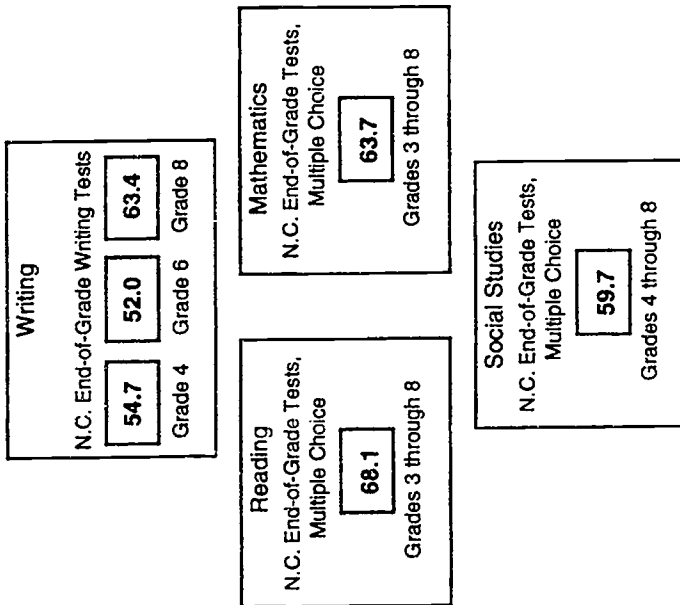 Writing
N.C. End-of-Grade Writing Tests
54.7 52.0 63.4
Grade 4 Grade 6 Grade 8
Reading
N.C. End-of-Grade Tests,
Multiple Choice
68.1
Grades 3 through 8
Mathematics
N.C. End-of-Grade Tests,
Multiple Choice
63.7
Grades 3 through 8
Social Studies
N.C. End-of-Grade Tests,
Multiple Choice
59.7
Grades 4 through 8